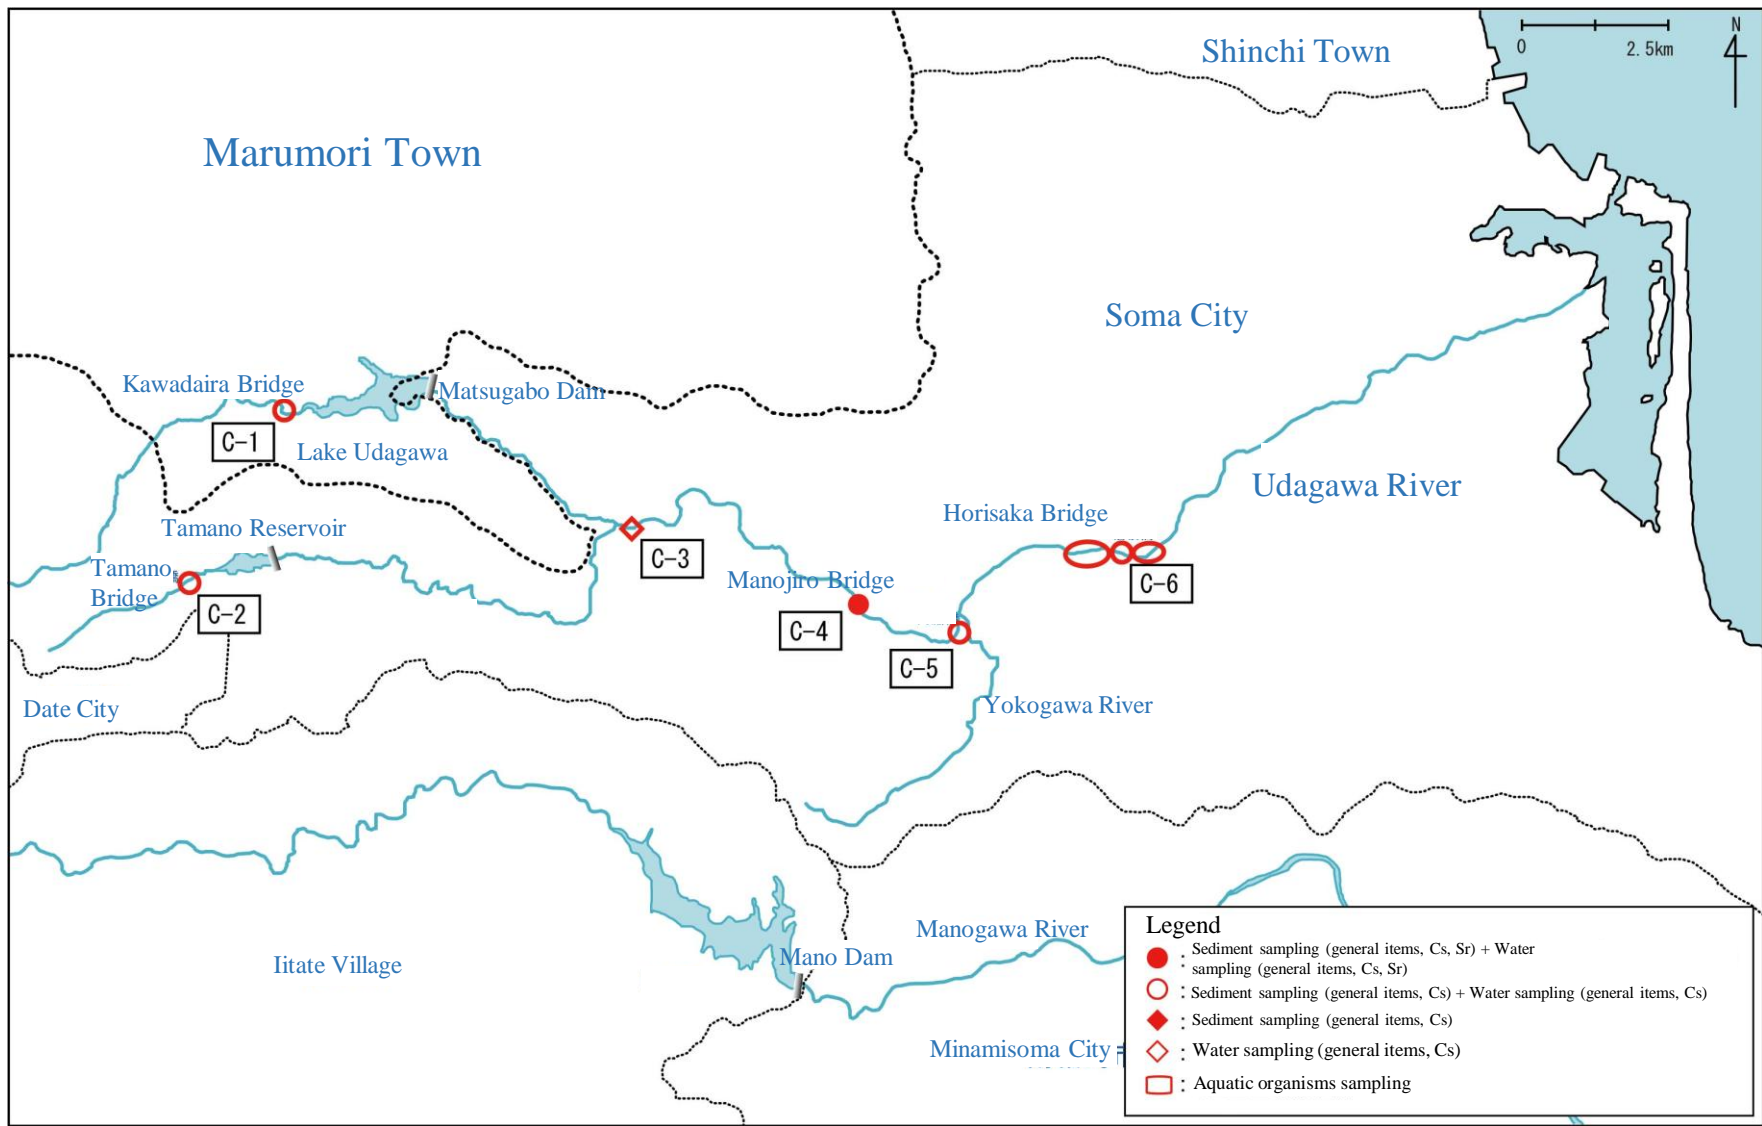 Shinchi Town
0
2.5km
N
Marumori Town
Soma City
Kawadaira Bridge
Matsugabo Dam
C-1
Lake Udagawa
Udagawa River
Tamano Reservoir
Horisaka Bridge
C-3
Tamano
Bridge
Manojiro Bridge
C-6
C-2
C-4
C-5
Date City
Yokogawa River
Manogawa River
Mano Dam
Iitate Village
Minamisoma City
Legend
: Sediment sampling (general items, Cs, Sr) + Water
sampling (general items, Cs, Sr)
: Sediment sampling (general items, Cs) + Water sampling (general items, Cs)
: Sediment sampling (general items, Cs)
: Water sampling (general items, Cs)
: Aquatic organisms sampling